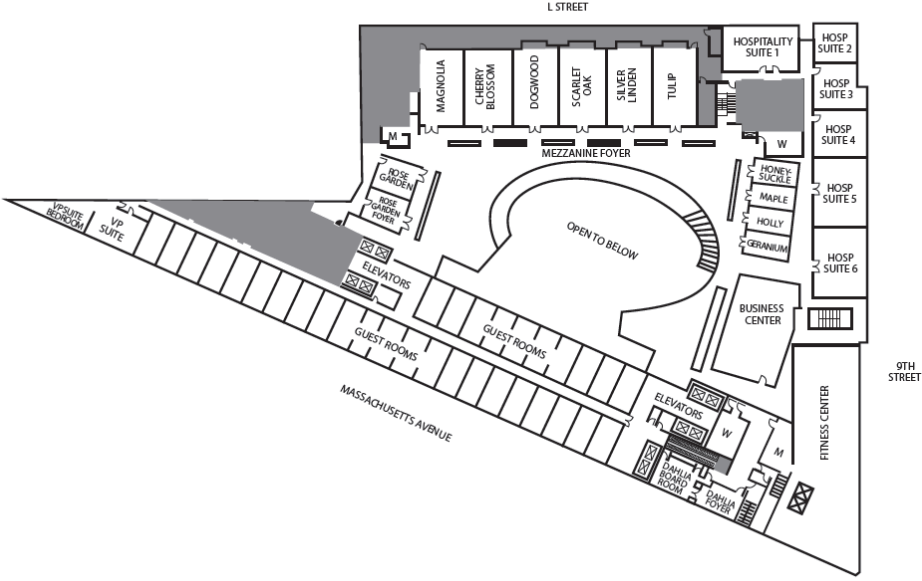 L STREET
HOSPITALITY
SUITE 1
HOSP
SUITE 2
HOSP
SUITE 3
HOSP
SUITE 4
HOSP
SUITE 5
HOSP
SUITE 6
MAGNOLIA
CHERRY
BLOSSOM
DOGWOOD
SCARLET
OAK
SILVER
LINDEN
TULIP
M
W
MEZZANINE FOYER
ROSE
GARDEN
ROSE
GARDEN
FOYER
HONEY-
SUCKLE
MAPLE
HOLLY
GERANIUM
OPEN TO BELOW
VP SUITE
BEDROOM
VP
SUITE
ELEVATORS
GUEST ROOMS
GUEST ROOMS
BUSINESS
CENTER
9TH
STREET
MASSACHUSETTS AVENUE
ELEVATORS
W
M
FITNESS CENTER
DAHLIA
BOARD
ROOM
DAHLIA
FOYER